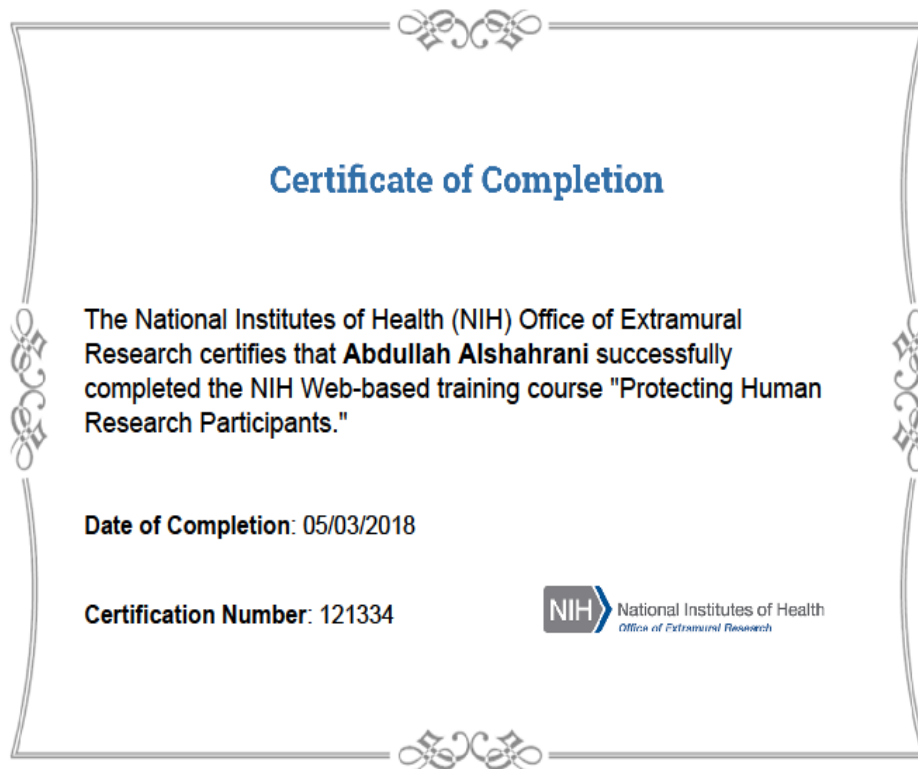 Certificate of Completion
The National Institutes of Health (NIH) Office of Extramural
Research certifies that Abdullah Alshahrani successfully
completed the NIH Web-based training course "Protecting Human
Research Participants."
Date of Completion: 05/03/2018
Certification Number: 121334
NIH National Institutes of Health
Office of Extramural Research